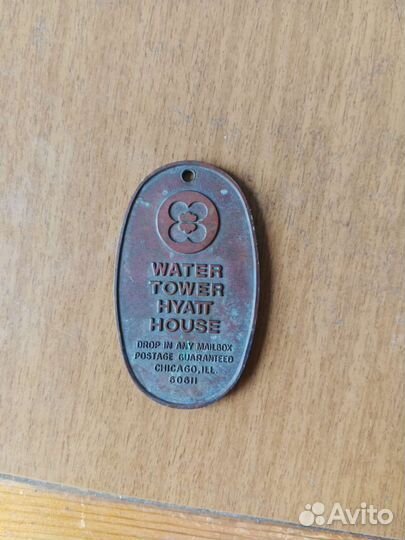 WATER
TOWER
HYATT
HOUSE
DROP IN ANY MAILBOX
POSTAGE GUARANTEED
CHICAGO, ILL.
60611
Avito